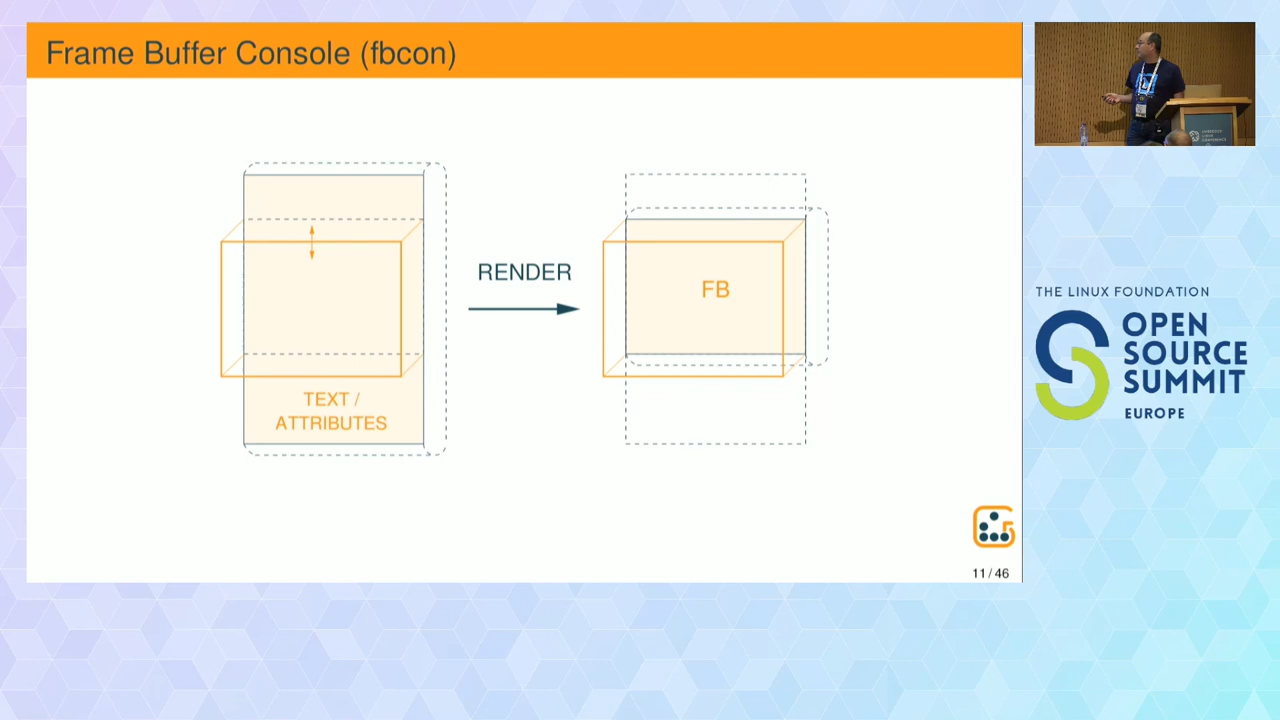 Frame Buffer Console (fbcon)
RENDER
FB
TEXT /
ATTRIBUTES
11 / 46
THE LINUX FOUNDATION
OPEN
SOURCE
SUMMIT
EUROPE